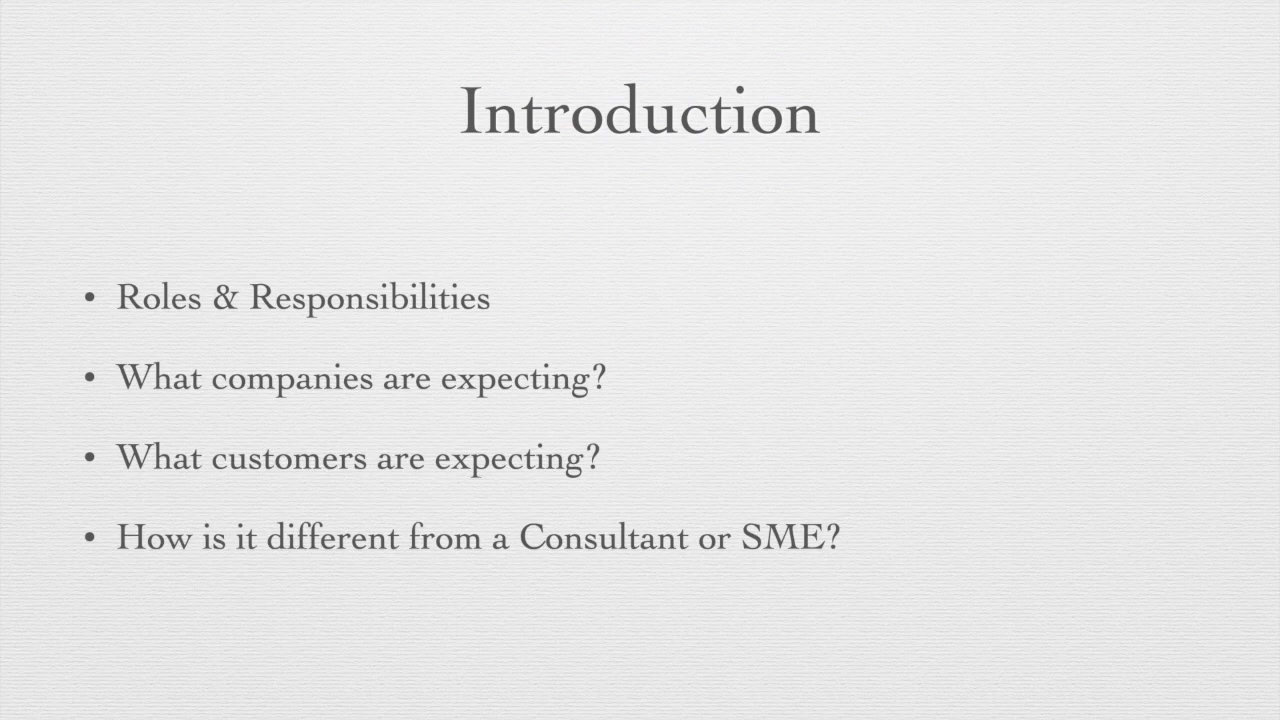 Introduction
• Roles & Responsibilities
• What companies are expecting?
• What customers are expecting?
• How is it different from a Consultant or SME?